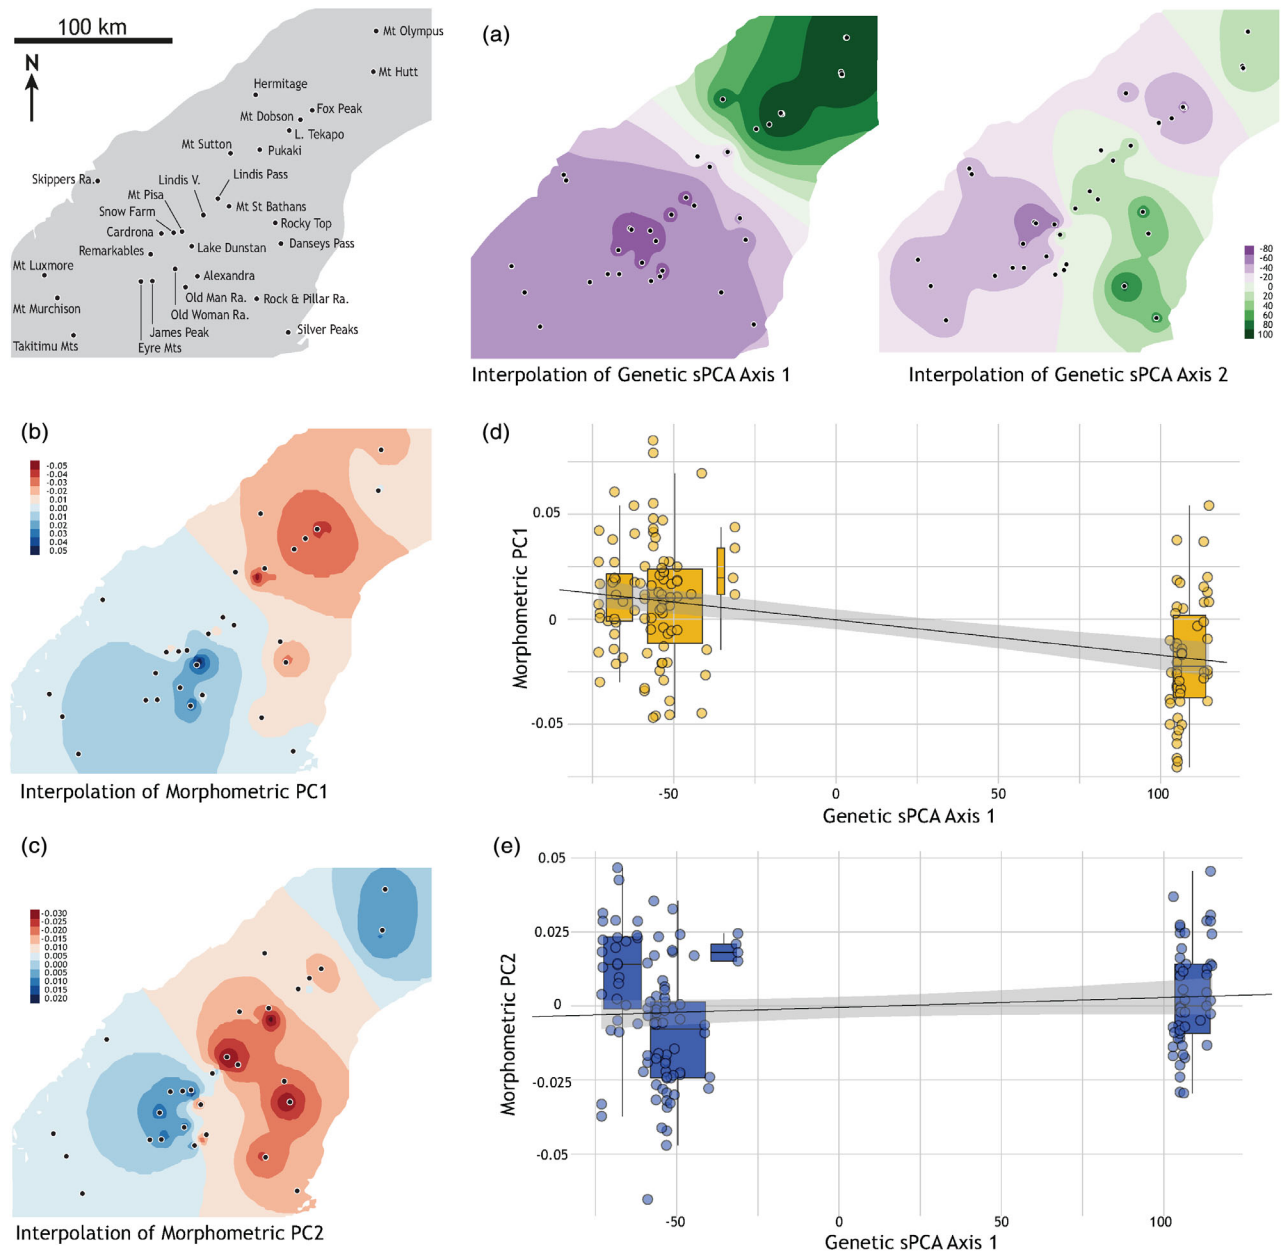 100 km
N
Mt Olympus
Mt Hutt
Hermitage
Fox Peak
Mt Dobson
L. Tekapo
Mt Sutton
Pukaki
Skippers Ra.
Lindis V.
Lindis Pass
Mt Pisa
Snow Farm
Mt St Bathans
Cardrona
Rocky Top
Remarkables
Lake Dunstan
Danseys Pass
Mt Luxmore
Alexandra
Mt Murchison
Old Man Ra.
Rock & Pillar Ra.
Old Woman Ra.
James Peak
Silver Peaks
Takitimu Mts
Eyre Mts
(a)
-80
-60
-40
-20
0
20
40
60
80
100
Interpolation of Genetic sPCA Axis 1
Interpolation of Genetic sPCA Axis 2
(b)
-0.05
-0.04
-0.03
-0.02
0.01
0.00
0.01
0.02
0.03
0.04
0.05
Interpolation of Morphometric PC1
(d)
Morphometric PC1
0.05
0
-0.05
-50
0
50
100
Genetic sPCA Axis 1
(c)
-0.030
-0.025
-0.020
-0.015
-0.010
0.005
0.000
0.005
0.010
0.015
0.020
Interpolation of Morphometric PC2
(e)
Morphometric PC2
0.05
0.025
0
-0.025
-0.05
-50
0
50
100
Genetic sPCA Axis 1